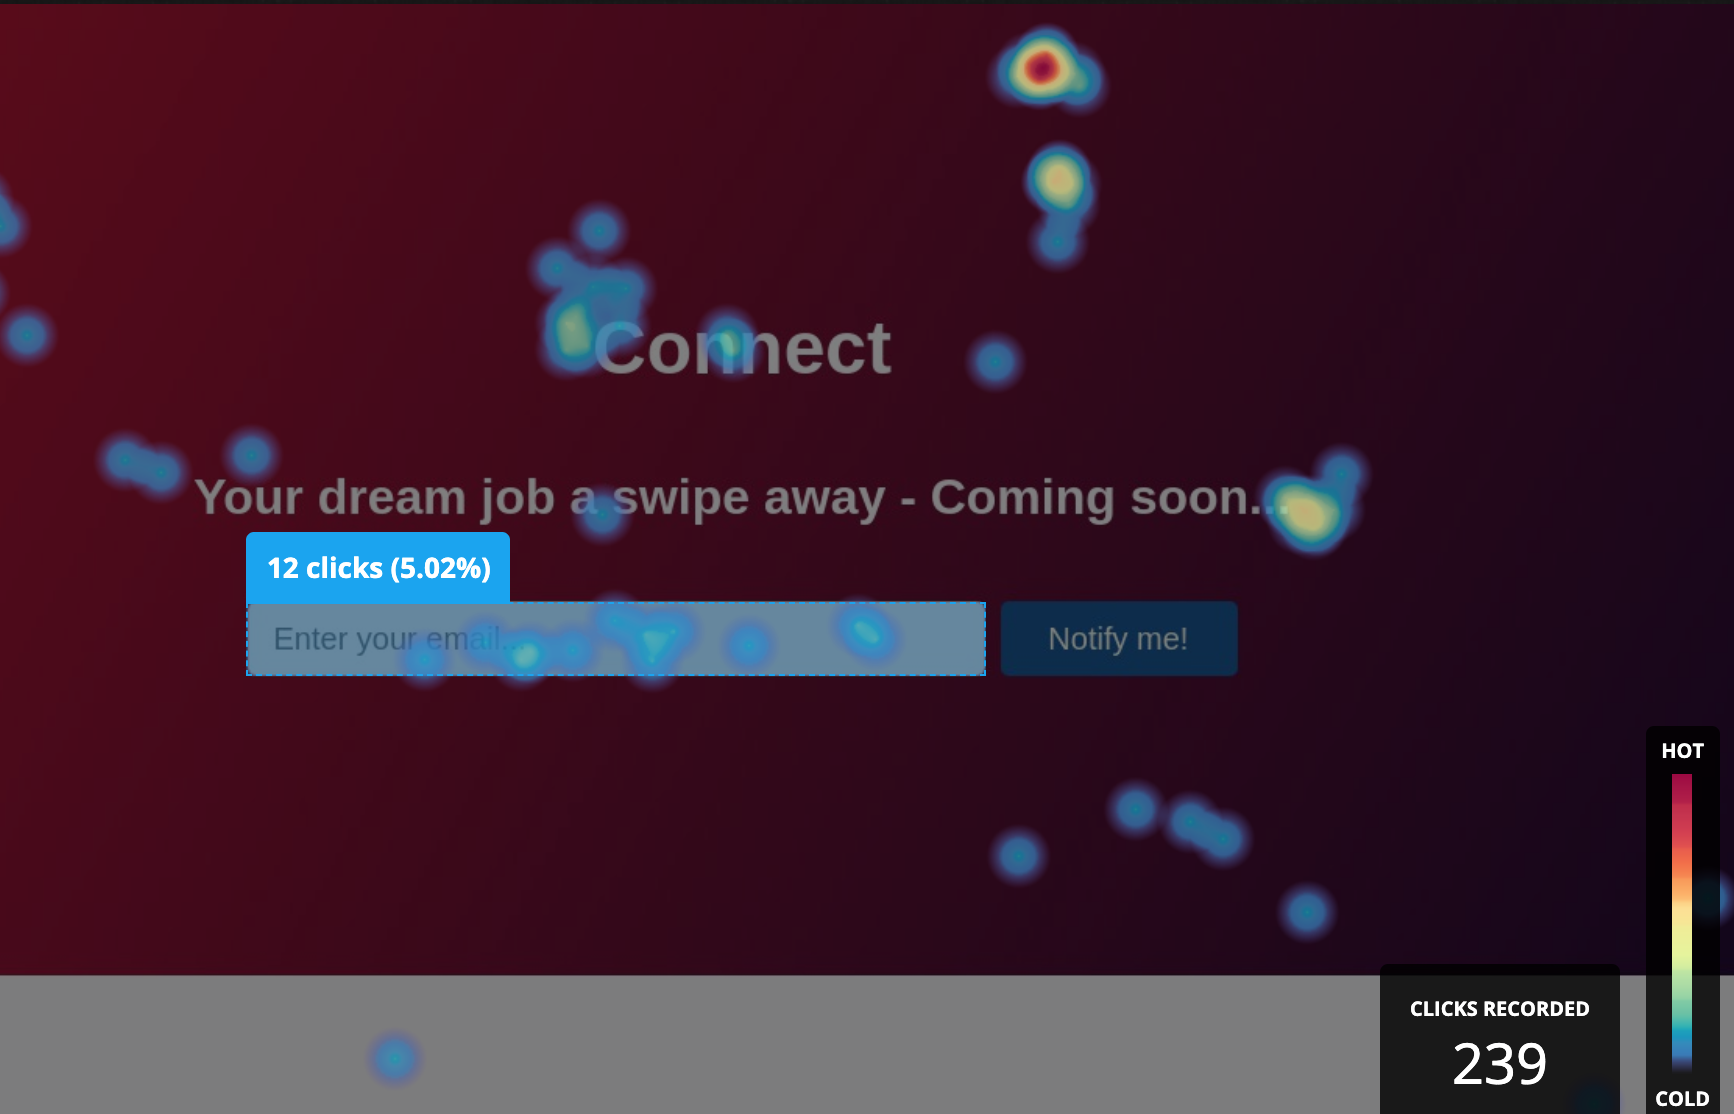 Connect
Your dream job a swipe away - Coming soon...
12 clicks (5.02%)
Enter your email...
Notify me!
HOT
CLICKS RECORDED
239
COLD